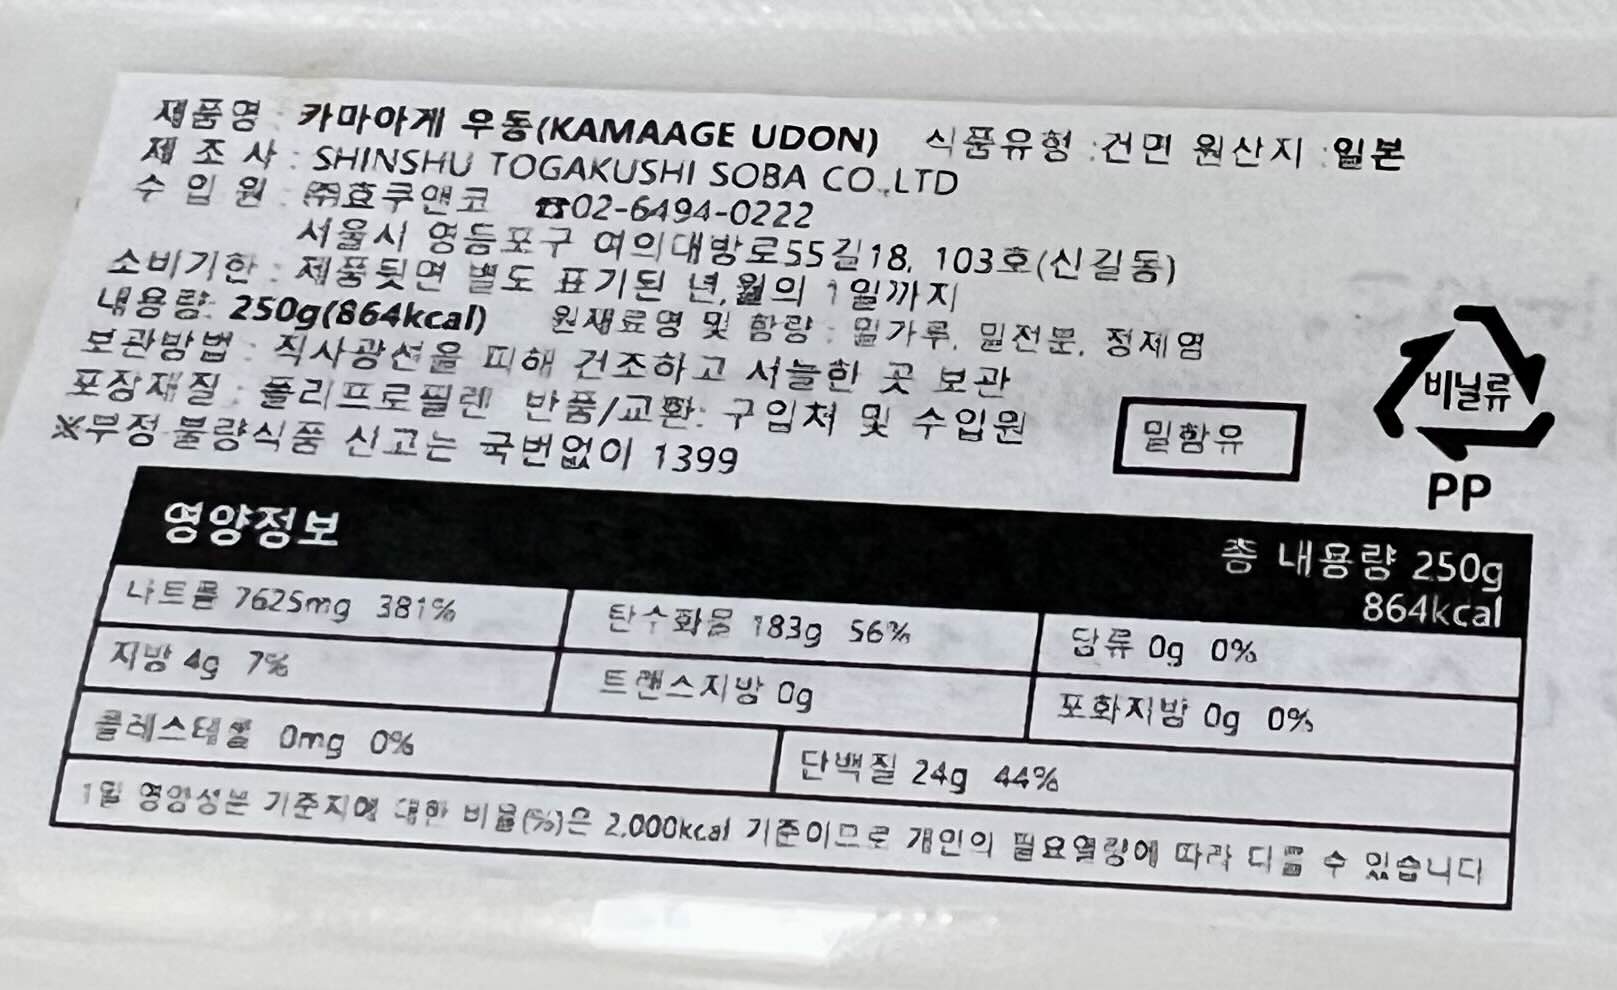 제품명 : 카마아게 우동(KAMAAGE UDON) 식품유형 : 건면 원산지 : 일본
제 조 사 : SHINSHU TOGAKUSHI SOBA CO.,LTD
수 입 원 : ㈜효쿠앤코 ☎02-6494-0222
서울시 영등포구 여의대방로55길18, 103호(신길동)
소비기한 : 제품뒷면 별도 표기된 년,월의 1일까지
내용량: 250g(864kcal) 원재료명 및 함량 : 밀가루, 밀전분, 정제염
보관방법 : 직사광선을 피해 건조하고 서늘한 곳 보관
포장재질 : 폴리프로필렌 반품/교환: 구입처 및 수입원
※부정·불량식품 신고는 국번없이 1399
밀함유
비닐류
PP
영양정보
총 내용량 250g
864kcal
나트륨 7625mg 381% 탄수화물 183g 56% 당류 0g 0%
지방 4g 7% 트랜스지방 0g 포화지방 0g 0%
콜레스테롤 0mg 0% 단백질 24g 44%
1일 영양성분 기준치에 대한 비율(%)은 2,000kcal 기준이므로 개인의 필요열량에 따라 다를 수 있습니다